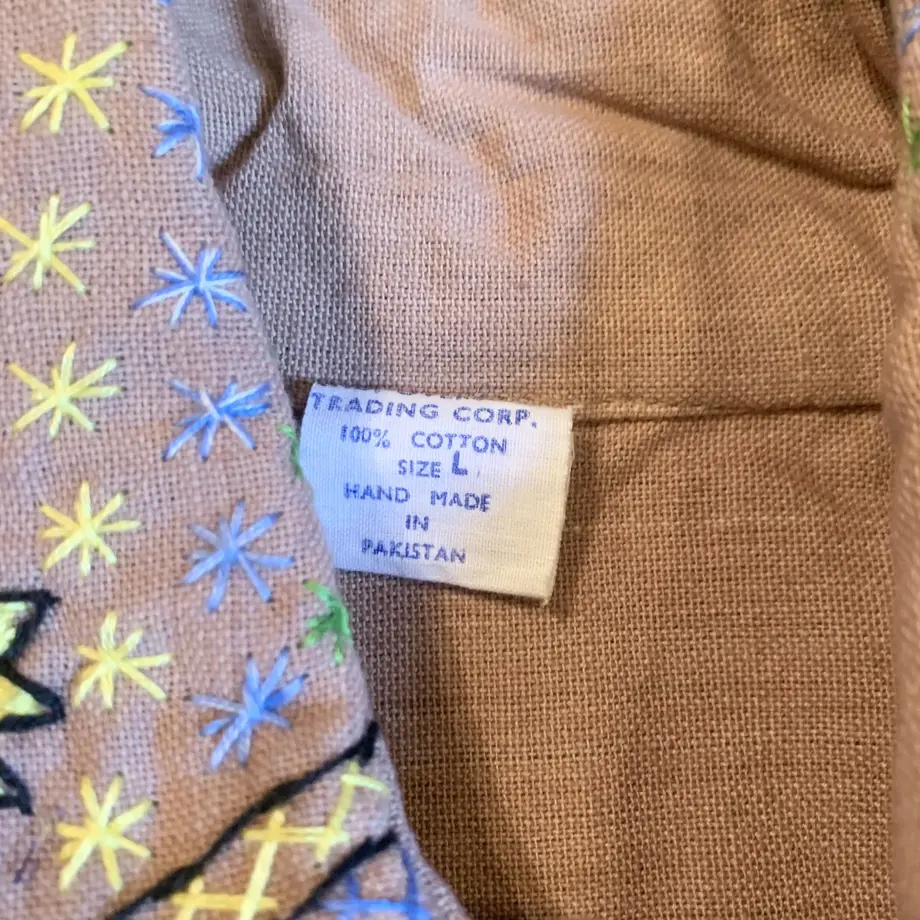 TRADING CORP.
100% COTTON
SIZE L
HAND MADE
IN
PAKISTAN